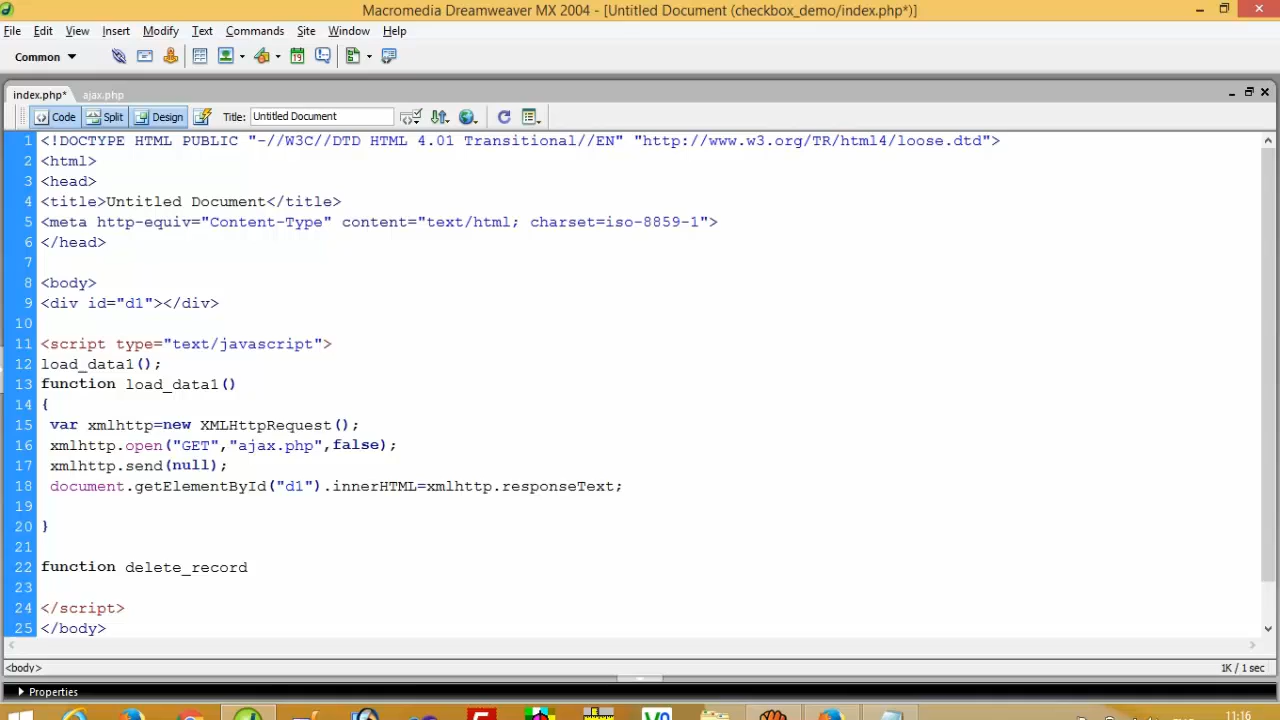 Macromedia Dreamweaver MX 2004 - [Untitled Document (checkbox_demo/index.php*)]
File Edit View Insert Modify Text Commands Site Window Help
Common
index.php* ajax.php
Code Split Design Title: Untitled Document
1 <!DOCTYPE HTML PUBLIC "-//W3C//DTD HTML 4.01 Transitional//EN" "http://www.w3.org/TR/html4/loose.dtd">
2 <html>
3 <head>
4 <title>Untitled Document</title>
5 <meta http-equiv="Content-Type" content="text/html; charset=iso-8859-1">
6 </head>
7
8 <body>
9 <div id="d1"></div>
10
11 <script type="text/javascript">
12 load_data1();
13 function load_data1()
14 {
15 var xmlhttp=new XMLHttpRequest();
16 xmlhttp.open("GET","ajax.php",false);
17 xmlhttp.send(null);
18 document.getElementById("d1").innerHTML=xmlhttp.responseText;
19
20 }
21
22 function delete_record
23
24 </script>
25 </body>
<body> 1K / 1 sec
Properties
11:16